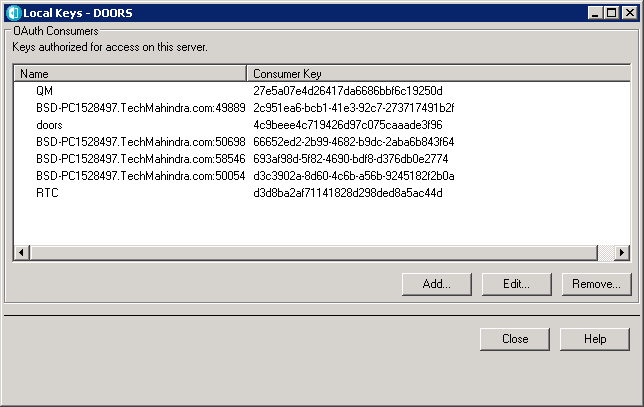 Local Keys - DOORS
OAuth Consumers
Keys authorized for access on this server.
Name Consumer Key
QM 27e5a07e4d26417da6686bbf6c19250d
BSD-PC1528497.TechMahindra.com:49889 2c951ea6-bcb1-41e3-92c7-273717491b2f
doors 4c9beee4c719426d97c075caaade3f96
BSD-PC1528497.TechMahindra.com:50698 66652ed2-2b99-4682-b9dc-2aba6b843f64
BSD-PC1528497.TechMahindra.com:58546 693af98d-5f82-4690-bdf8-d376db0e2774
BSD-PC1528497.TechMahindra.com:50054 d3c3902a-8d60-4c6b-a56b-9245182f2b0a
RTC d3d8ba2af71141828d298ded8a5ac44d
Add... Edit... Remove...
Close Help